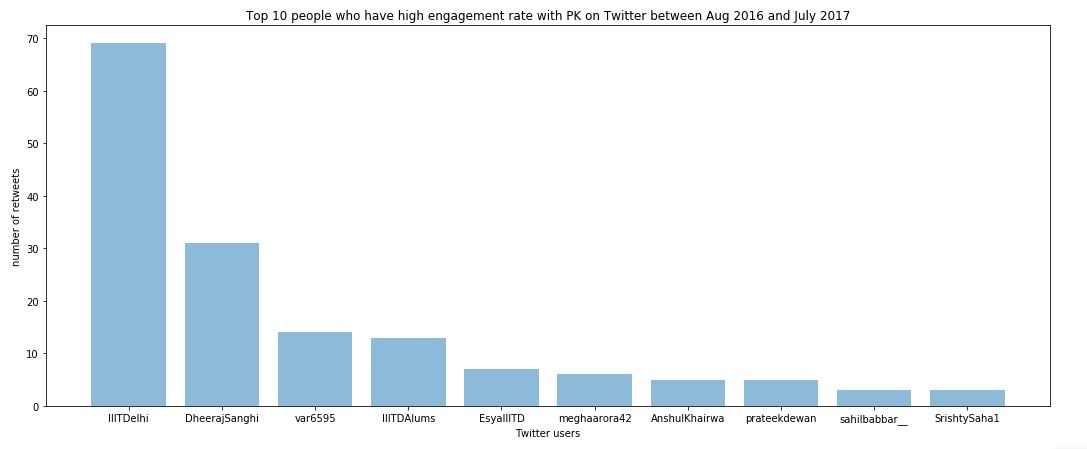 Top 10 people who have high engagement rate with PK on Twitter between Aug 2016 and July 2017
number of retweets
70
60
50
40
30
20
10
0
IIITDelhi DheerajSanghi var6595 IIITDAlums EsyaIIITD meghaarora42 AnshulKhairwa prateekdewan sahilbabbar__ SrishtySaha1
Twitter users